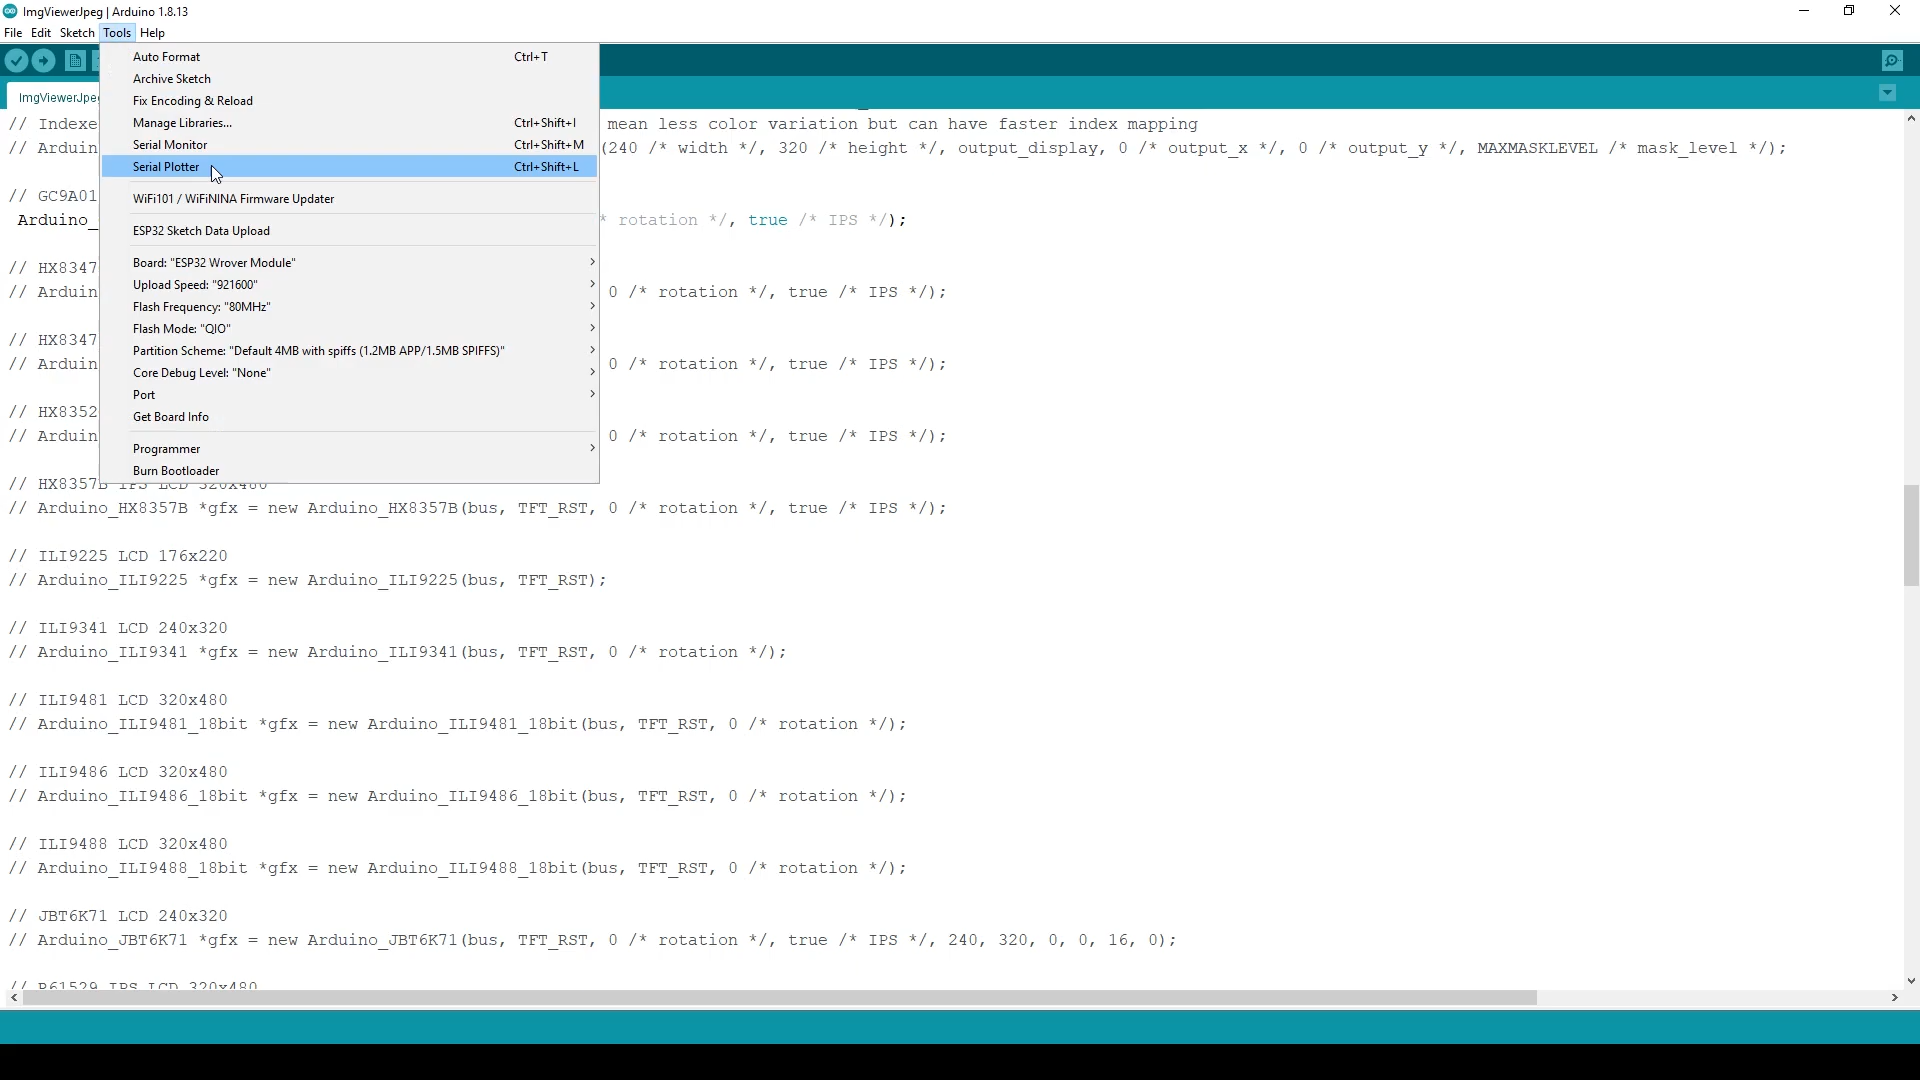 ImgViewerJpeg | Arduino 1.8.13
File Edit Sketch Tools Help
Auto Format Ctrl+T
Archive Sketch
Fix Encoding & Reload
Manage Libraries... Ctrl+Shift+I
Serial Monitor Ctrl+Shift+M
Serial Plotter Ctrl+Shift+L
WiFi101 / WiFiNINA Firmware Updater
ESP32 Sketch Data Upload
Board: "ESP32 Wrover Module"
Upload Speed: "921600"
Flash Frequency: "80MHz"
Flash Mode: "QIO"
Partition Scheme: "Default 4MB with spiffs (1.2MB APP/1.5MB SPIFFS)"
Core Debug Level: "None"
Port
Get Board Info
Programmer
Burn Bootloader
ImgViewerJpeg
// Indexe mean less color variation but can have faster index mapping
// Arduin (240 /* width */, 320 /* height */, output_display, 0 /* output_x */, 0 /* output_y */, MAXMASKLEVEL /* mask_level */);
// GC9A01
Arduino_ * rotation */, true /* IPS */);
// HX8347
// Arduin 0 /* rotation */, true /* IPS */);
// HX8347
// Arduin 0 /* rotation */, true /* IPS */);
// HX8352
// Arduin 0 /* rotation */, true /* IPS */);
// HX8357B IPS LCD 320x480
// Arduino_HX8357B *gfx = new Arduino_HX8357B(bus, TFT_RST, 0 /* rotation */, true /* IPS */);
// ILI9225 LCD 176x220
// Arduino_ILI9225 *gfx = new Arduino_ILI9225(bus, TFT_RST);
// ILI9341 LCD 240x320
// Arduino_ILI9341 *gfx = new Arduino_ILI9341(bus, TFT_RST, 0 /* rotation */);
// ILI9481 LCD 320x480
// Arduino_ILI9481_18bit *gfx = new Arduino_ILI9481_18bit(bus, TFT_RST, 0 /* rotation */);
// ILI9486 LCD 320x480
// Arduino_ILI9486_18bit *gfx = new Arduino_ILI9486_18bit(bus, TFT_RST, 0 /* rotation */);
// ILI9488 LCD 320x480
// Arduino_ILI9488_18bit *gfx = new Arduino_ILI9488_18bit(bus, TFT_RST, 0 /* rotation */);
// JBT6K71 LCD 240x320
// Arduino_JBT6K71 *gfx = new Arduino_JBT6K71(bus, TFT_RST, 0 /* rotation */, true /* IPS */, 240, 320, 0, 0, 16, 0);
// R61529 IPS LCD 320x480